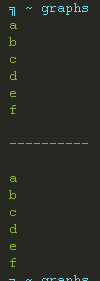 ╗ ~ graphs
a
b
c
d
e
f
----------
a
b
c
d
e
f
╗ ~ graphs